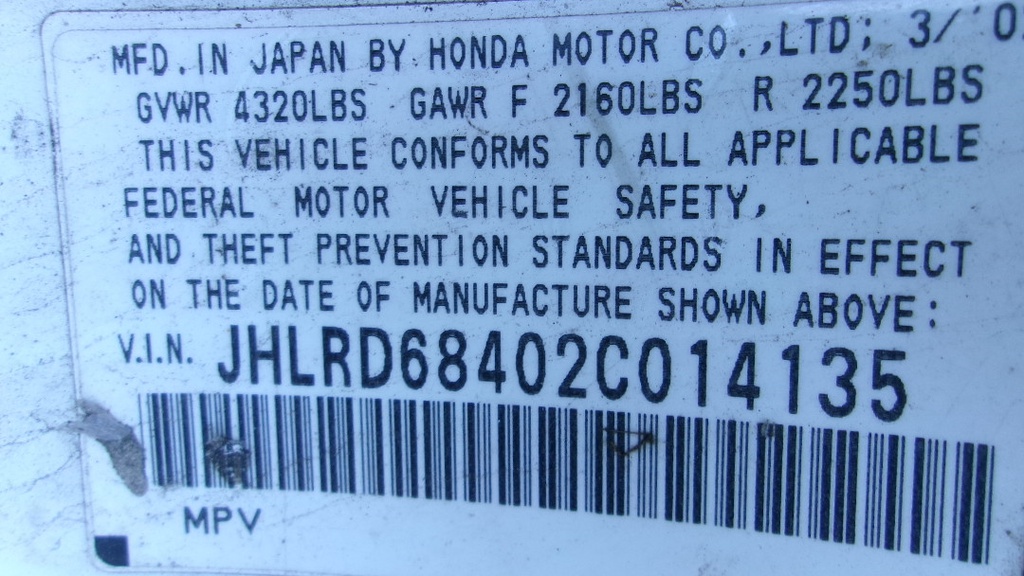 MFD. IN JAPAN BY HONDA MOTOR CO.,LTD; 3/'0
GVWR 4320LBS GAWR F 2160LBS R 2250LBS
THIS VEHICLE CONFORMS TO ALL APPLICABLE
FEDERAL MOTOR VEHICLE SAFETY,
AND THEFT PREVENTION STANDARDS IN EFFECT
ON THE DATE OF MANUFACTURE SHOWN ABOVE:
V.I.N. JHLRD68402C014135
MPV